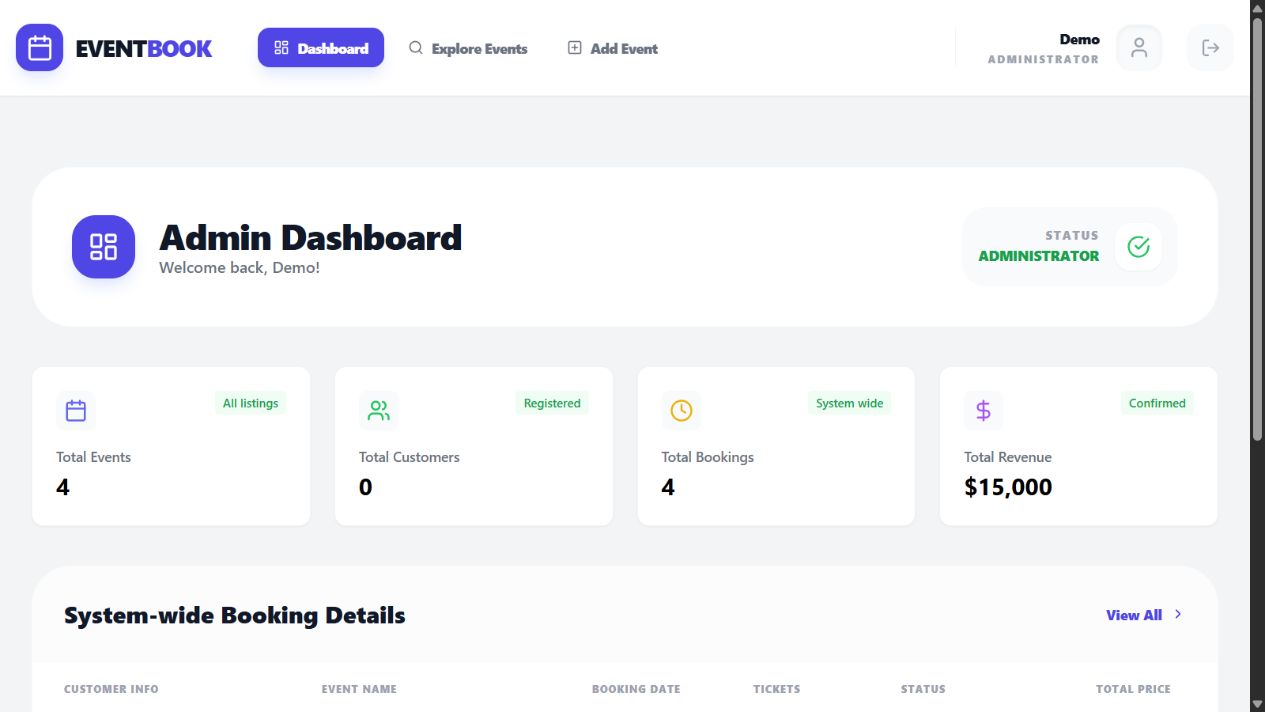 EVENTBOOK
Dashboard
Explore Events
Add Event
Demo
ADMINISTRATOR
Admin Dashboard
Welcome back, Demo!
STATUS
ADMINISTRATOR
All listings
Total Events
4
Registered
Total Customers
0
System wide
Total Bookings
4
Confirmed
Total Revenue
$15,000
System-wide Booking Details
View All
CUSTOMER INFO
EVENT NAME
BOOKING DATE
TICKETS
STATUS
TOTAL PRICE